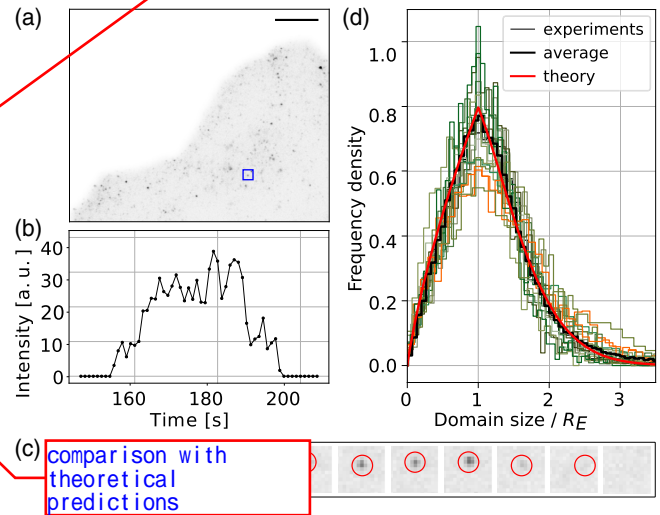 (a)
(b)
40
30
20
10
0
Intensity [a. u.]
160
180
200
220
Time [s]
(c)
comparison with
theoretical
predictions
(d)
experiments
average
theory
1.0
0.8
0.6
0.4
0.2
0.0
Frequency density
0
1
2
3
Domain size / R_E